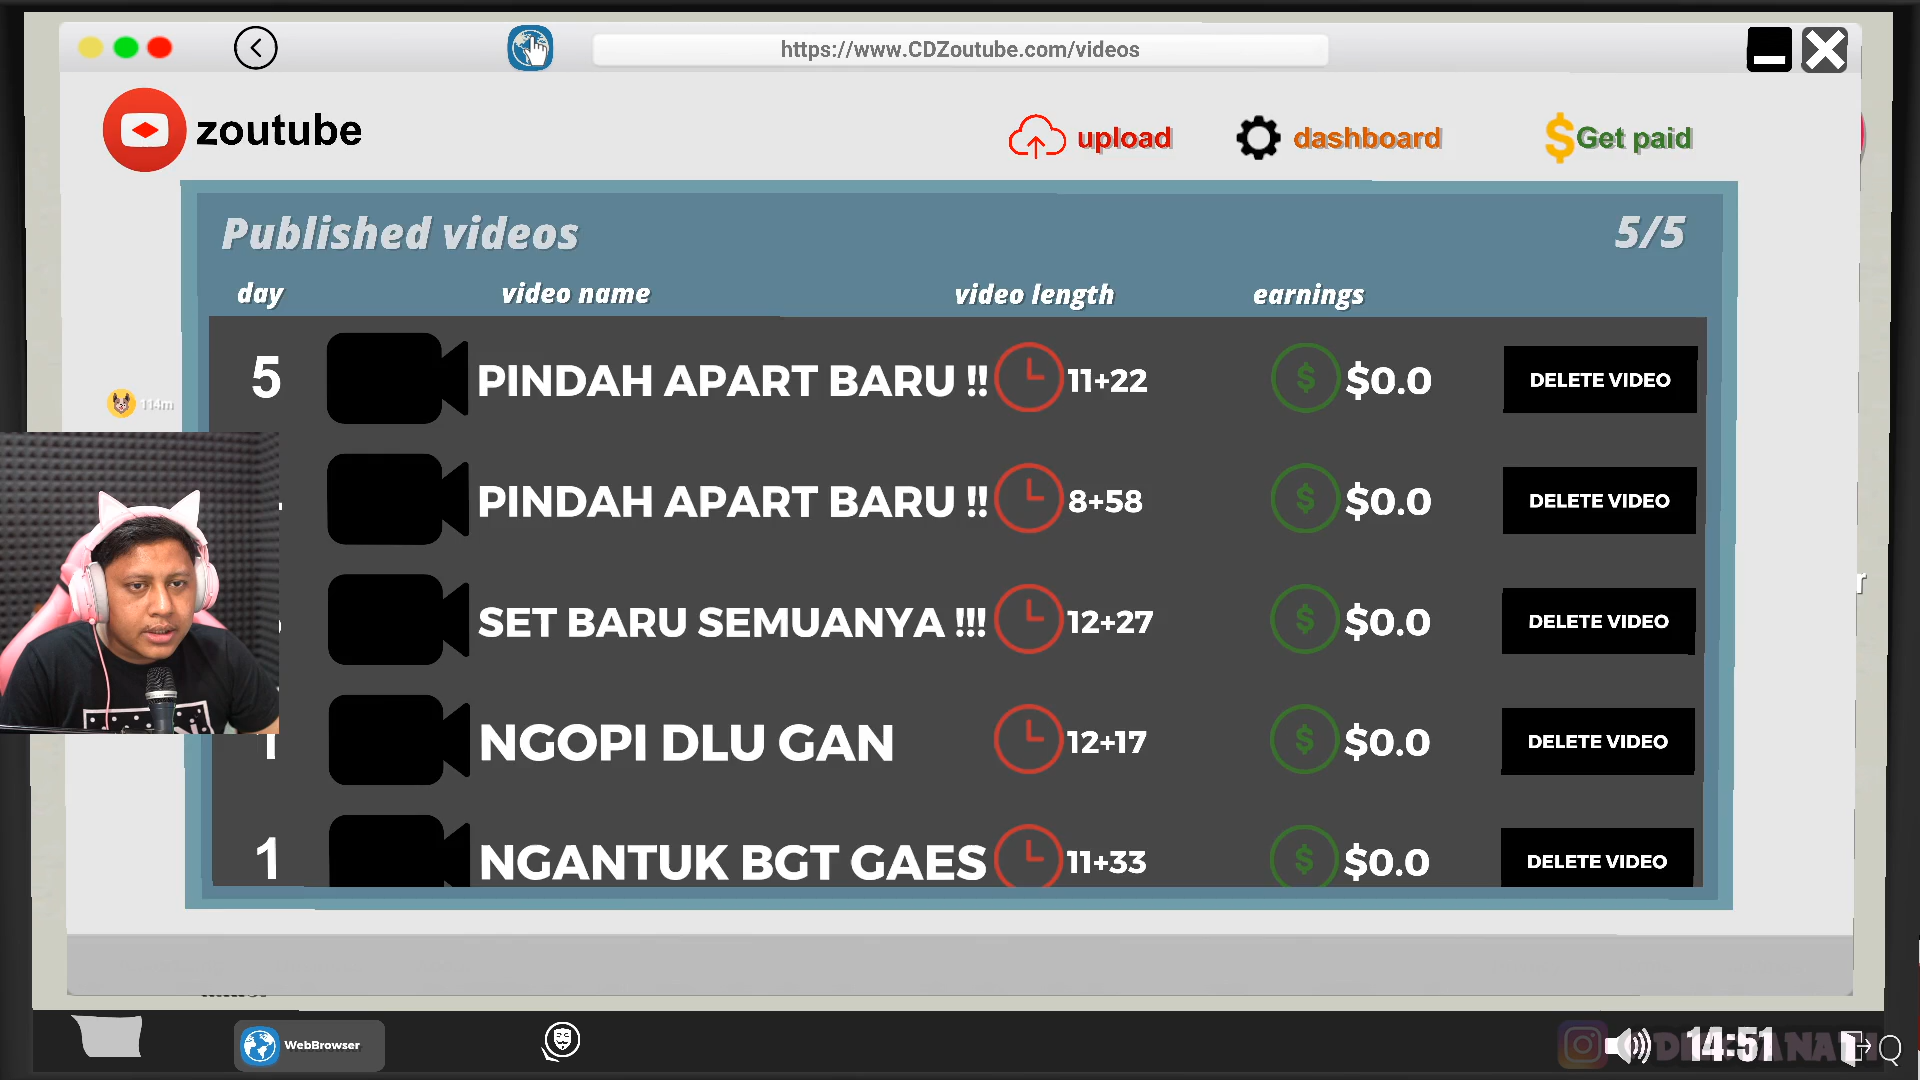 https://www.CDZoutube.com/videos
zoutube
upload
dashboard
$Get paid
Published videos
5/5
day
video name
video length
earnings
5
PINDAH APART BARU !!
11+22
$
$0.0
DELETE VIDEO
114m
PINDAH APART BARU !!
8+58
$
$0.0
DELETE VIDEO
SET BARU SEMUANYA !!!
12+27
$
$0.0
DELETE VIDEO
1
NGOPI DLU GAN
12+17
$
$0.0
DELETE VIDEO
1
NGANTUK BGT GAES
11+33
$
$0.0
DELETE VIDEO
WebBrowser
14:51